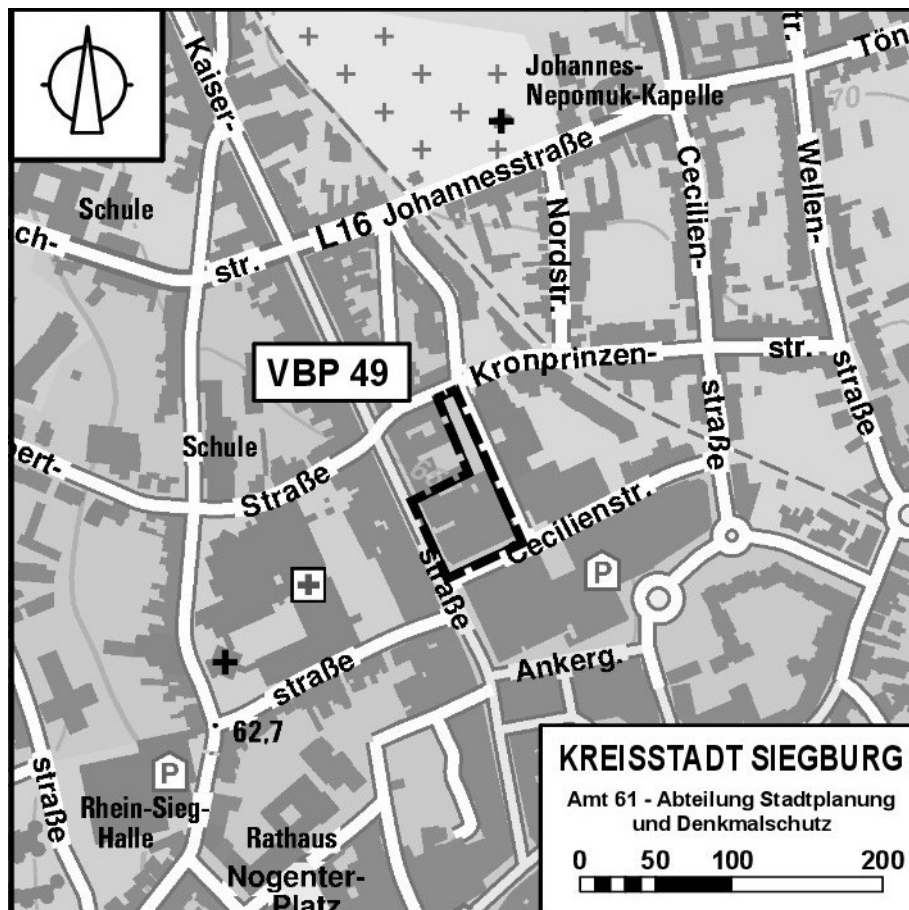 Kaiser-
Johannes-
Nepomuk-Kapelle
str.
Tön
70
Schule
ch-
str.
L16 Johannesstraße
Nordstr.
Cecilien-
Wellen-
VBP 49
Kronprinzen-
str.
straße
straße
Schule
bert-
Straße
Cecilienstr.
P
straße
straße
Ankerg.
62,7
straße
P
Rhein-Sieg-
Halle
Rathaus
Nogenter-
Platz
KREISSTADT SIEGBURG
Amt 61 - Abteilung Stadtplanung
und Denkmalschutz
0 50 100 200